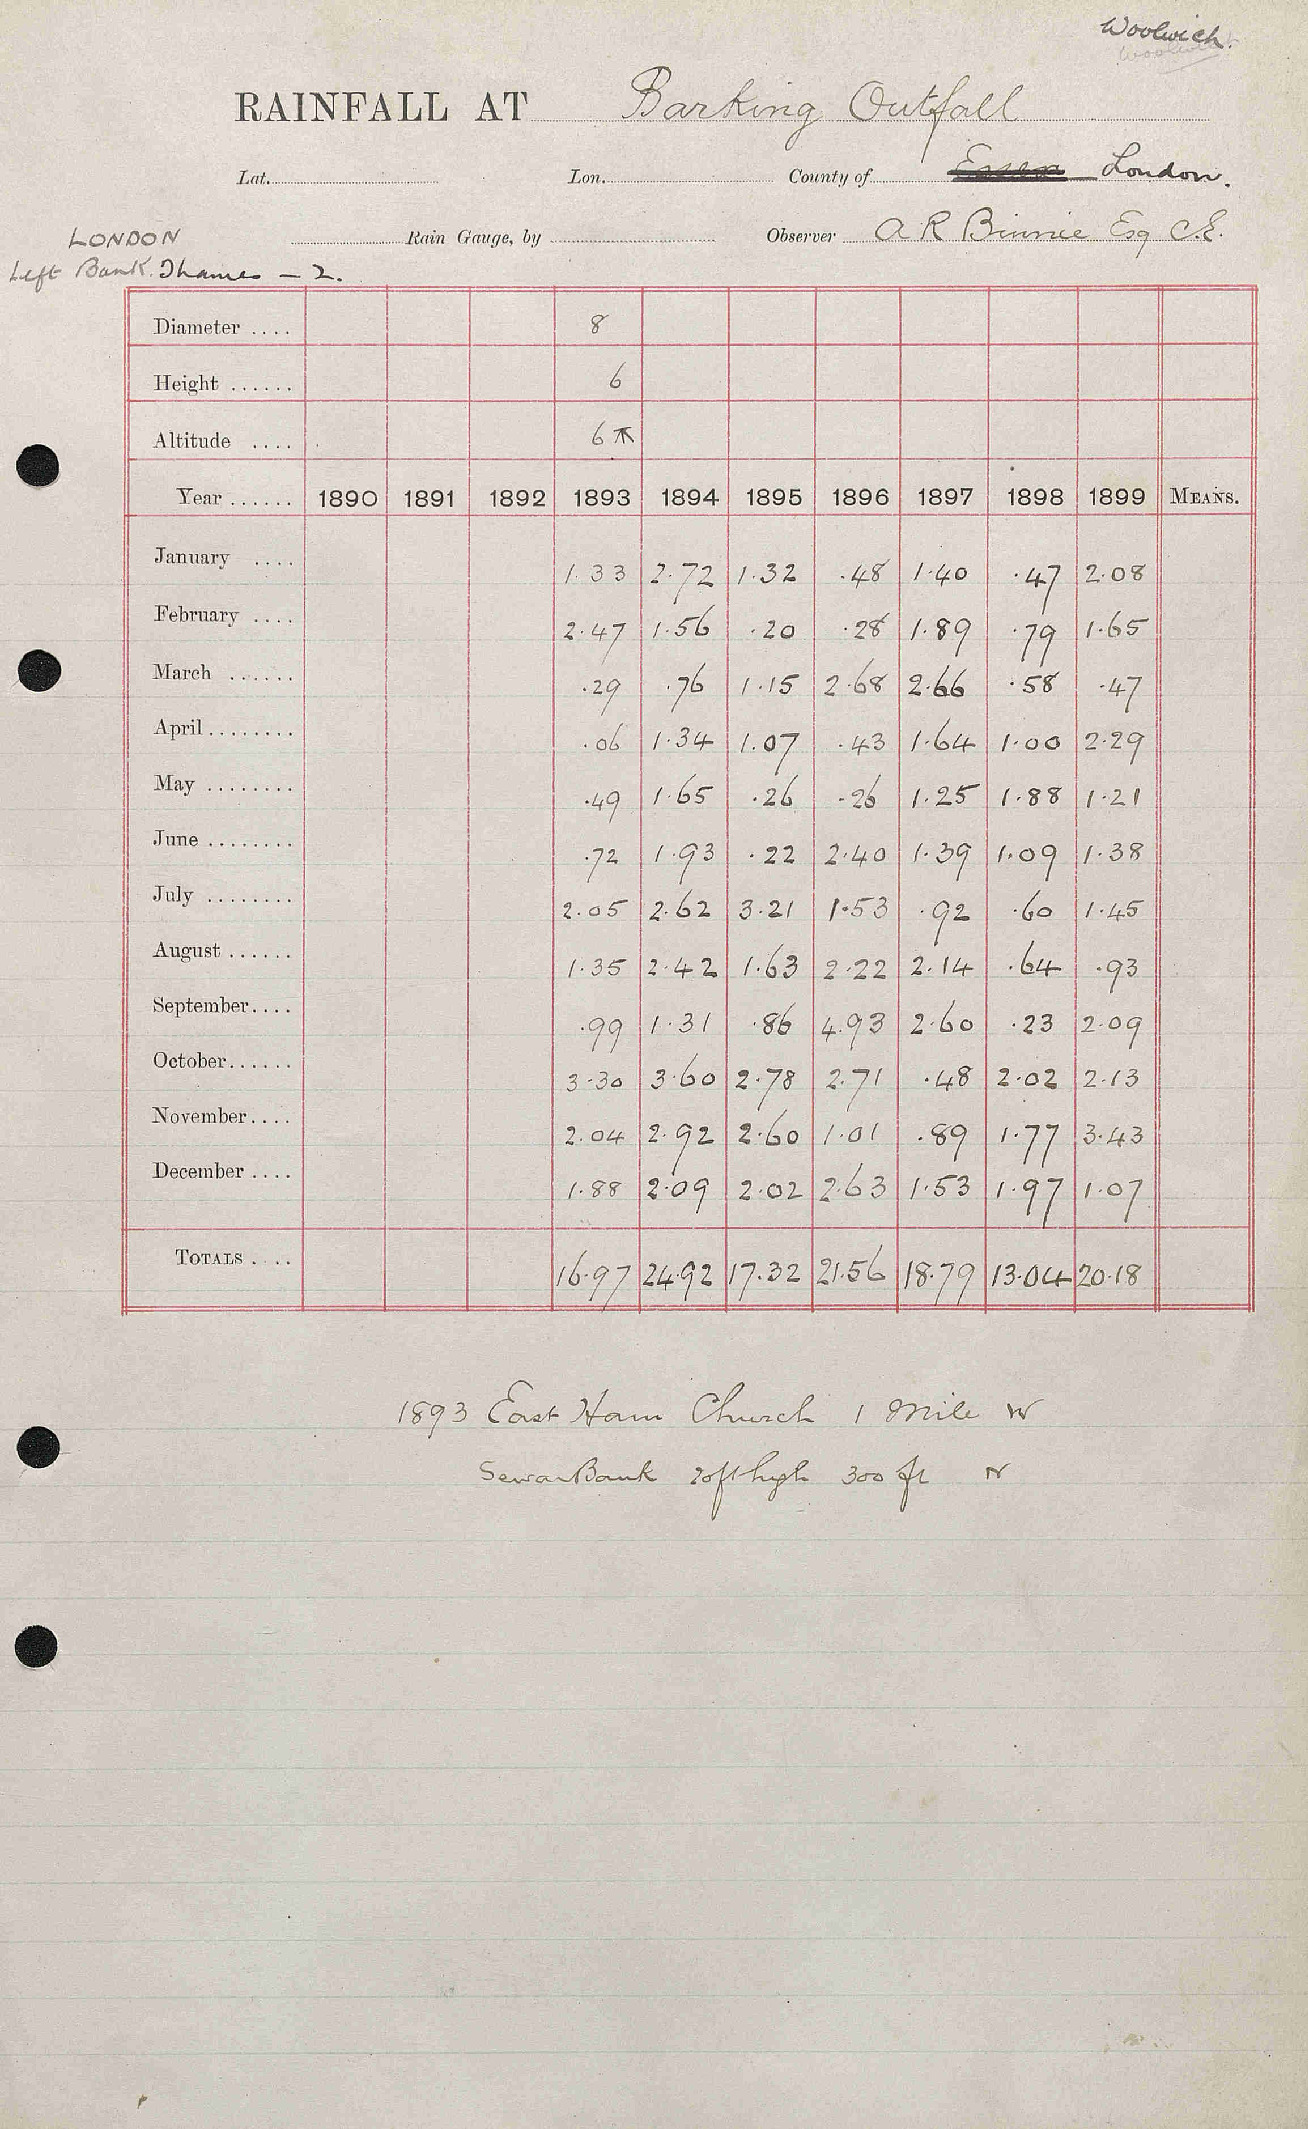 Woolwich.
RAINFALL AT Barking Outfall
Lat. Lon. County of Essex London.
LONDON Rain Gauge, by Observer A R Binnie Esq C.E.
Left Bank. Thames - 2.
Diameter .... 8
Height ...... 6
Altitude .... 6
Year ...... 1890 1891 1892 1893 1894 1895 1896 1897 1898 1899 MEANS.
January .... 1.33 2.72 1.32 .48 1.40 .47 2.08
February .... 2.47 1.56 .20 .28 1.89 .79 1.65
March ...... .29 .76 1.15 2.68 2.66 .58 .47
April ........ .06 1.34 1.07 .43 1.64 1.00 2.29
May ........ .49 1.65 .26 .26 1.25 1.88 1.21
June ........ .72 1.93 .22 2.40 1.39 1.09 1.38
July ........ 2.05 2.62 3.21 1.53 .92 .60 1.45
August ...... 1.35 2.42 1.63 2.22 2.14 .64 .93
September.... .99 1.31 .86 4.93 2.60 .23 2.09
October...... 3.30 3.60 2.78 2.71 .48 2.02 2.13
November.... 2.04 2.92 2.60 1.01 .89 1.77 3.43
December .... 1.88 2.09 2.02 2.63 1.53 1.97 1.07
TOTALS .... 16.97 24.92 17.32 21.56 18.79 13.04 20.18
1893 East Ham Church 1 Mile W
Bank 20ft high 300 ft N